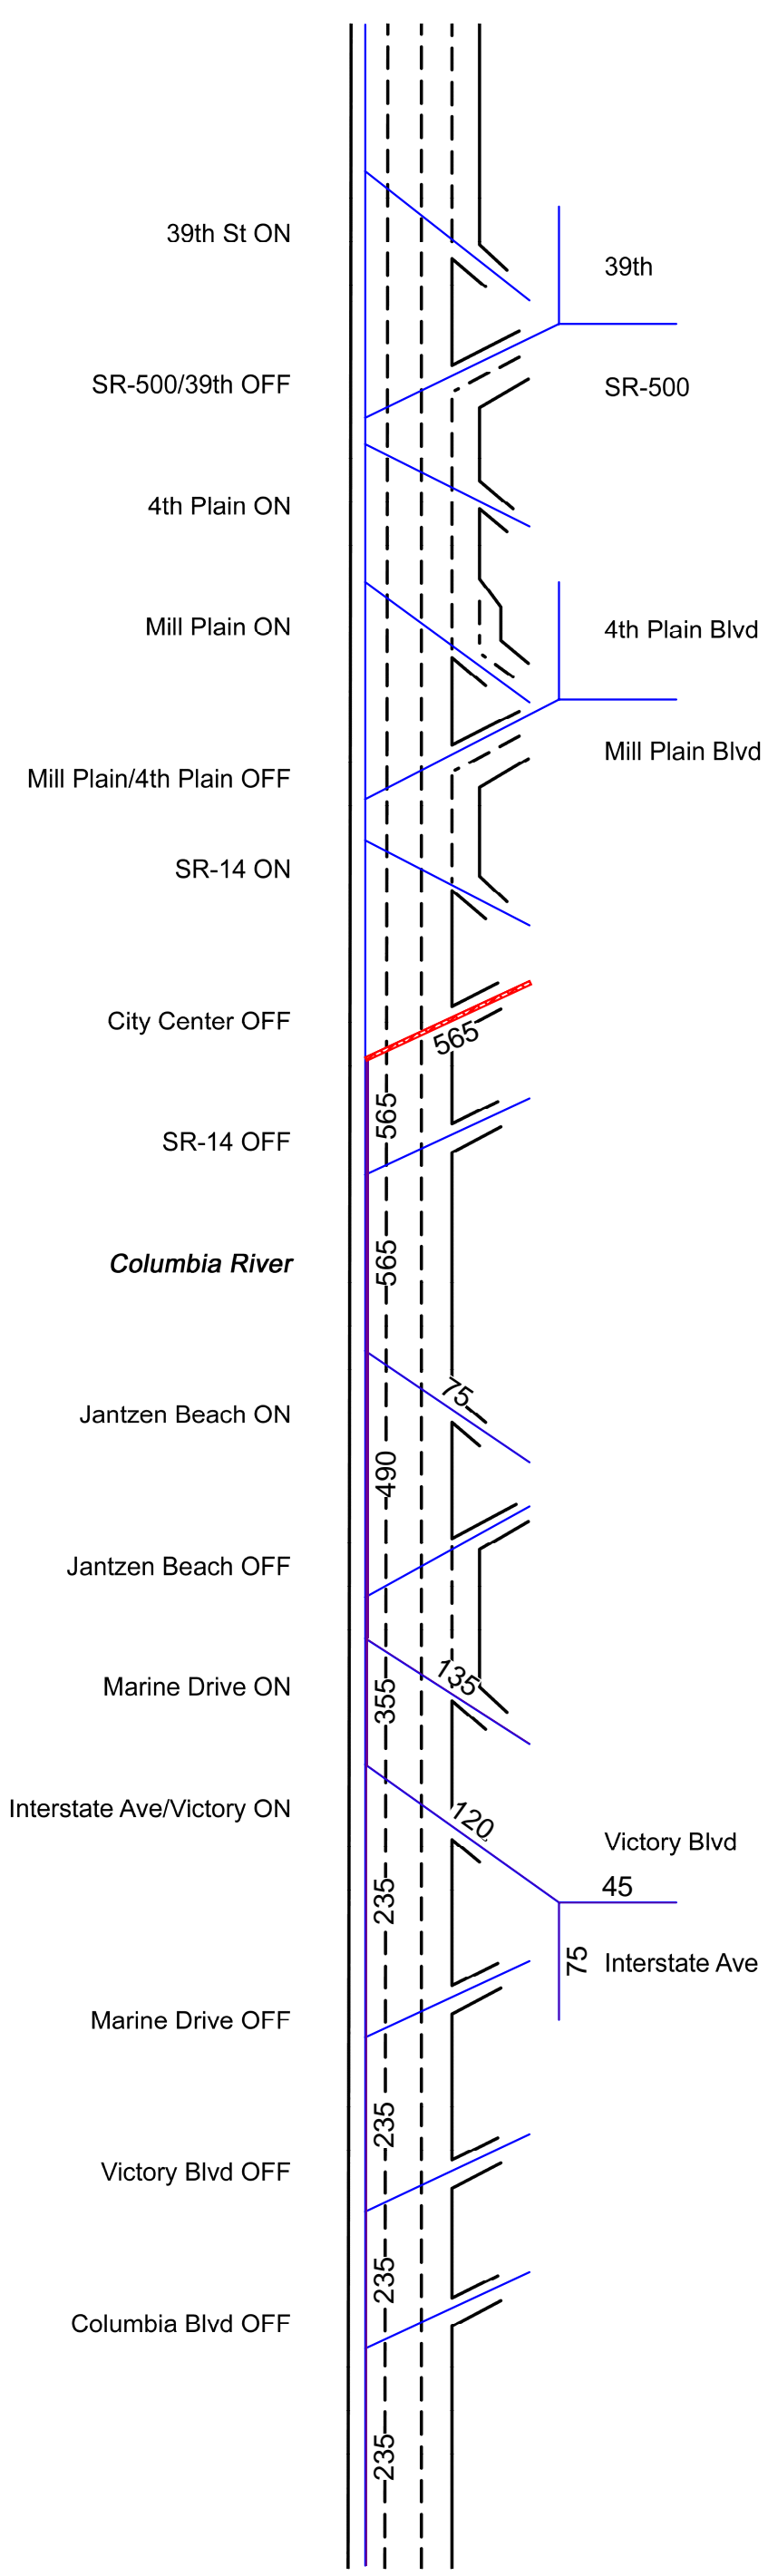 39th St ON
39th
SR-500/39th OFF
SR-500
4th Plain ON
Mill Plain ON
4th Plain Blvd
Mill Plain Blvd
Mill Plain/4th Plain OFF
SR-14 ON
City Center OFF
565
565
SR-14 OFF
Columbia River
565
75
Jantzen Beach ON
490
Jantzen Beach OFF
135
Marine Drive ON
355
Interstate Ave/Victory ON
120
Victory Blvd
45
235
75
Interstate Ave
Marine Drive OFF
235
Victory Blvd OFF
235
Columbia Blvd OFF
235